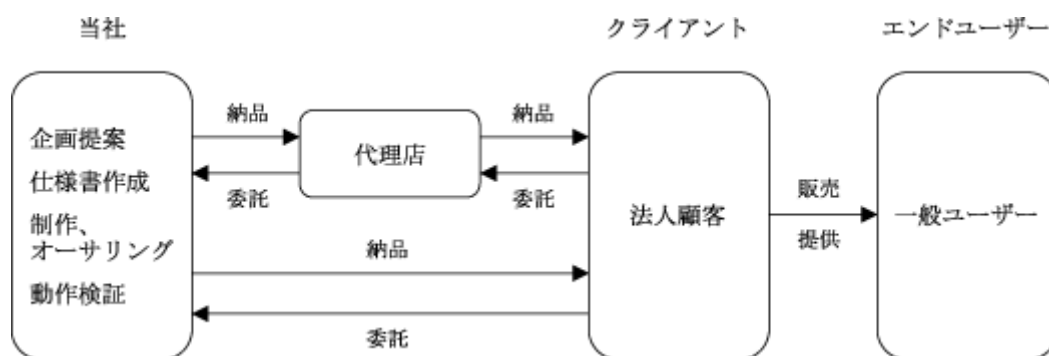 当社
クライアント
エンドユーザー
企画提案
仕様書作成
制作、
オーサリング
動作検証
納品
代理店
納品
委託
委託
納品
委託
法人顧客
販売
提供
一般ユーザー